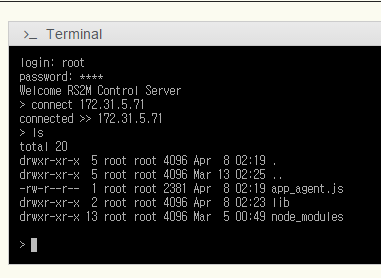 >_ Terminal
login: root
password: ****
Welcome RS2M Control Server
> connect 172.31.5.71
connected >> 172.31.5.71
> ls
total 20
drwxr-xr-x  5 root root 4096 Apr  8 02:19 .
drwxr-xr-x  5 root root 4096 Mar 13 02:25 ..
-rw-r--r--  1 root root 2381 Apr  8 02:19 app_agent.js
drwxr-xr-x  2 root root 4096 Apr  8 02:23 lib
drwxr-xr-x 13 root root 4096 Mar  5 00:49 node_modules
>